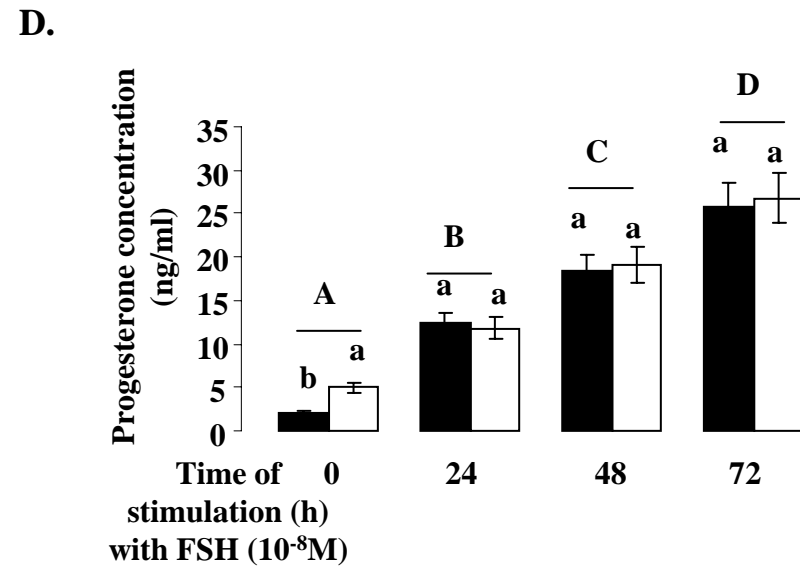 D.
Progesterone concentration
(ng/ml)
35
30
25
20
15
10
5
0
A
b
a
B
a
a
C
a
a
D
a
a
Time of 0 24 48 72
stimulation (h)
with FSH (10⁻⁸M)